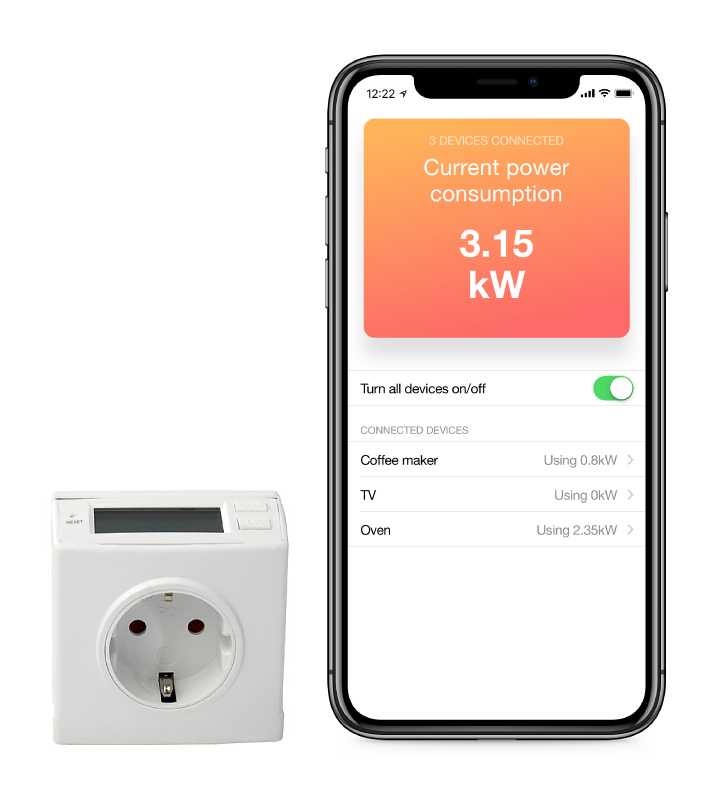 12:22
3 DEVICES CONNECTED
Current power
consumption
3.15
kW
Turn all devices on/off
CONNECTED DEVICES
Coffee maker Using 0.8kW
TV Using 0kW
Oven Using 2.35kW
RESET